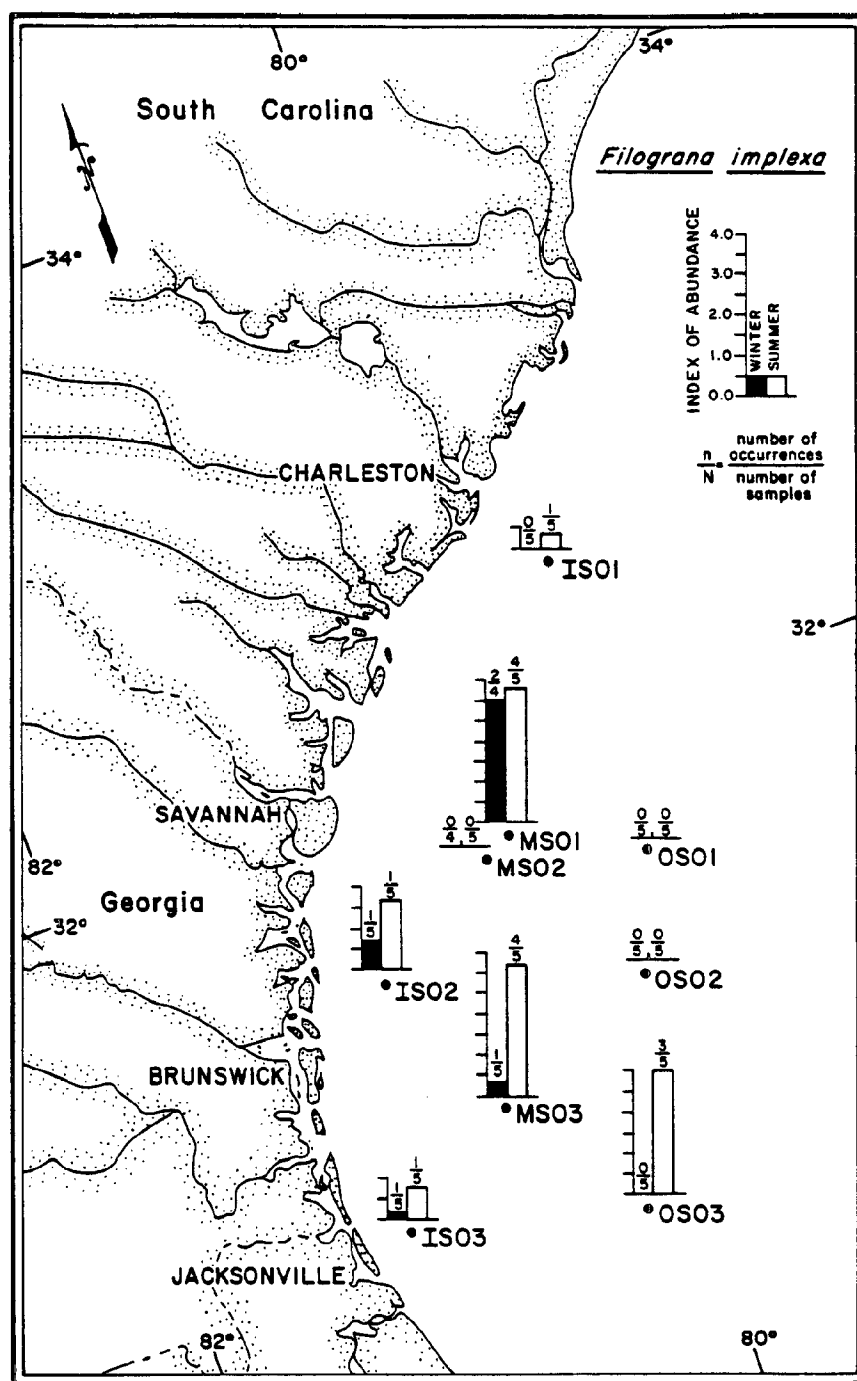 80°
34°
South Carolina
N
Filograna implexa
34°
INDEX OF ABUNDANCE
4.0
3.0
2.0
1.0
0.0
WINTER
SUMMER
n/N = number of occurrences / number of samples
CHARLESTON
0/5 1/5
IS01
32°
2/4 4/5
MS01
SAVANNAH
0/4, 0/5
MS02
0/5, 0/5
OS01
82°
Georgia
32°
1/5 1/5
IS02
0/5, 0/5
OS02
1/5 4/5
MS03
BRUNSWICK
0/5 3/5
OS03
1/5 1/5
IS03
JACKSONVILLE
82°
80°